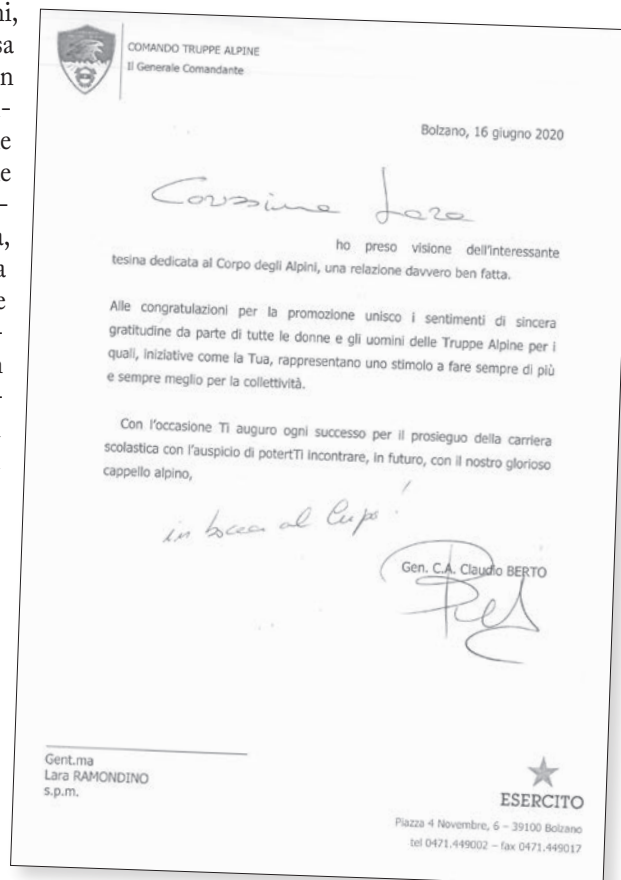 ni,
sa
n
-
e
e
-
a,
a
e
COMANDO TRUPPE ALPINE
Il Generale Comandante
Bolzano, 16 giugno 2020
Carissima Lara
ho preso visione dell'interessante
tesina dedicata al Corpo degli Alpini, una relazione davvero ben fatta.
Alle congratulazioni per la promozione unisco i sentimenti di sincera
gratitudine da parte di tutte le donne e gli uomini delle Truppe Alpine per i
quali, iniziative come la Tua, rappresentano uno stimolo a fare sempre di più
e sempre meglio per la collettività.
Con l'occasione Ti auguro ogni successo per il prosieguo della carriera
scolastica con l'auspicio di poterTi incontrare, in futuro, con il nostro glorioso
cappello alpino,
in bocca al lupo!
Gen. C.A. Claudio BERTO
Gent.ma
Lara RAMONDINO
s.p.m.
ESERCITO
Piazza 4 Novembre, 6 – 39100 Bolzano
tel 0471.449002 – fax 0471.449017